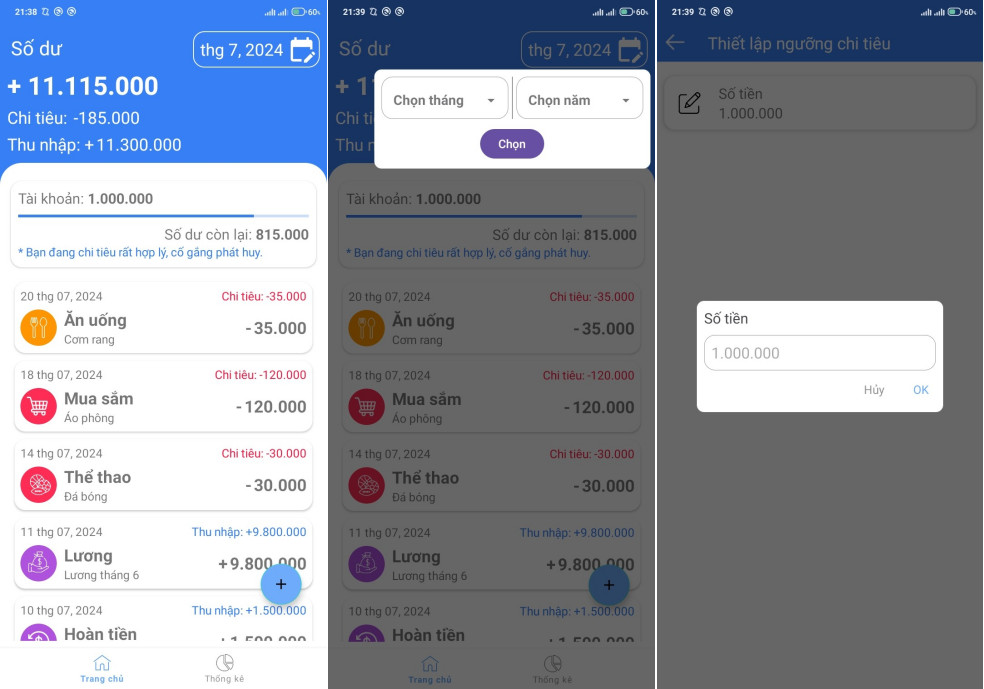 21:38 60%
Số dư
thg 7, 2024
+ 11.115.000
Chi tiêu: -185.000
Thu nhập: +11.300.000
Tài khoản: 1.000.000
Số dư còn lại: 815.000
* Bạn đang chi tiêu rất hợp lý, cố gắng phát huy.
20 thg 07, 2024 Chi tiêu: -35.000
Ăn uống
-35.000
Cơm rang
18 thg 07, 2024 Chi tiêu: -120.000
Mua sắm
-120.000
Áo phông
14 thg 07, 2024 Chi tiêu: -30.000
Thể thao
-30.000
Đá bóng
11 thg 07, 2024 Thu nhập: +9.800.000
Lương
+9.800.000
Lương tháng 6
+
10 thg 07, 2024 Thu nhập: +1.500.000
Hoàn tiền
+1.500.000
Trang chủ
Thống kê
21:39 60%
Số dư
thg 7, 2024
+ 1
Chọn tháng
Chọn năm
Chi ti
Chọn
Thu n
Tài khoản: 1.000.000
Số dư còn lại: 815.000
* Bạn đang chi tiêu rất hợp lý, cố gắng phát huy.
20 thg 07, 2024 Chi tiêu: -35.000
Ăn uống
-35.000
Cơm rang
18 thg 07, 2024 Chi tiêu: -120.000
Mua sắm
-120.000
Áo phông
14 thg 07, 2024 Chi tiêu: -30.000
Thể thao
-30.000
Đá bóng
11 thg 07, 2024 Thu nhập: +9.800.000
Lương
+9.800.000
Lương tháng 6
+
10 thg 07, 2024 Thu nhập: +1.500.000
Hoàn tiền
+1.500.000
Trang chủ
Thống kê
21:39 60%
Thiết lập ngưỡng chi tiêu
Số tiền
1.000.000
Số tiền
1.000.000
Hủy
OK